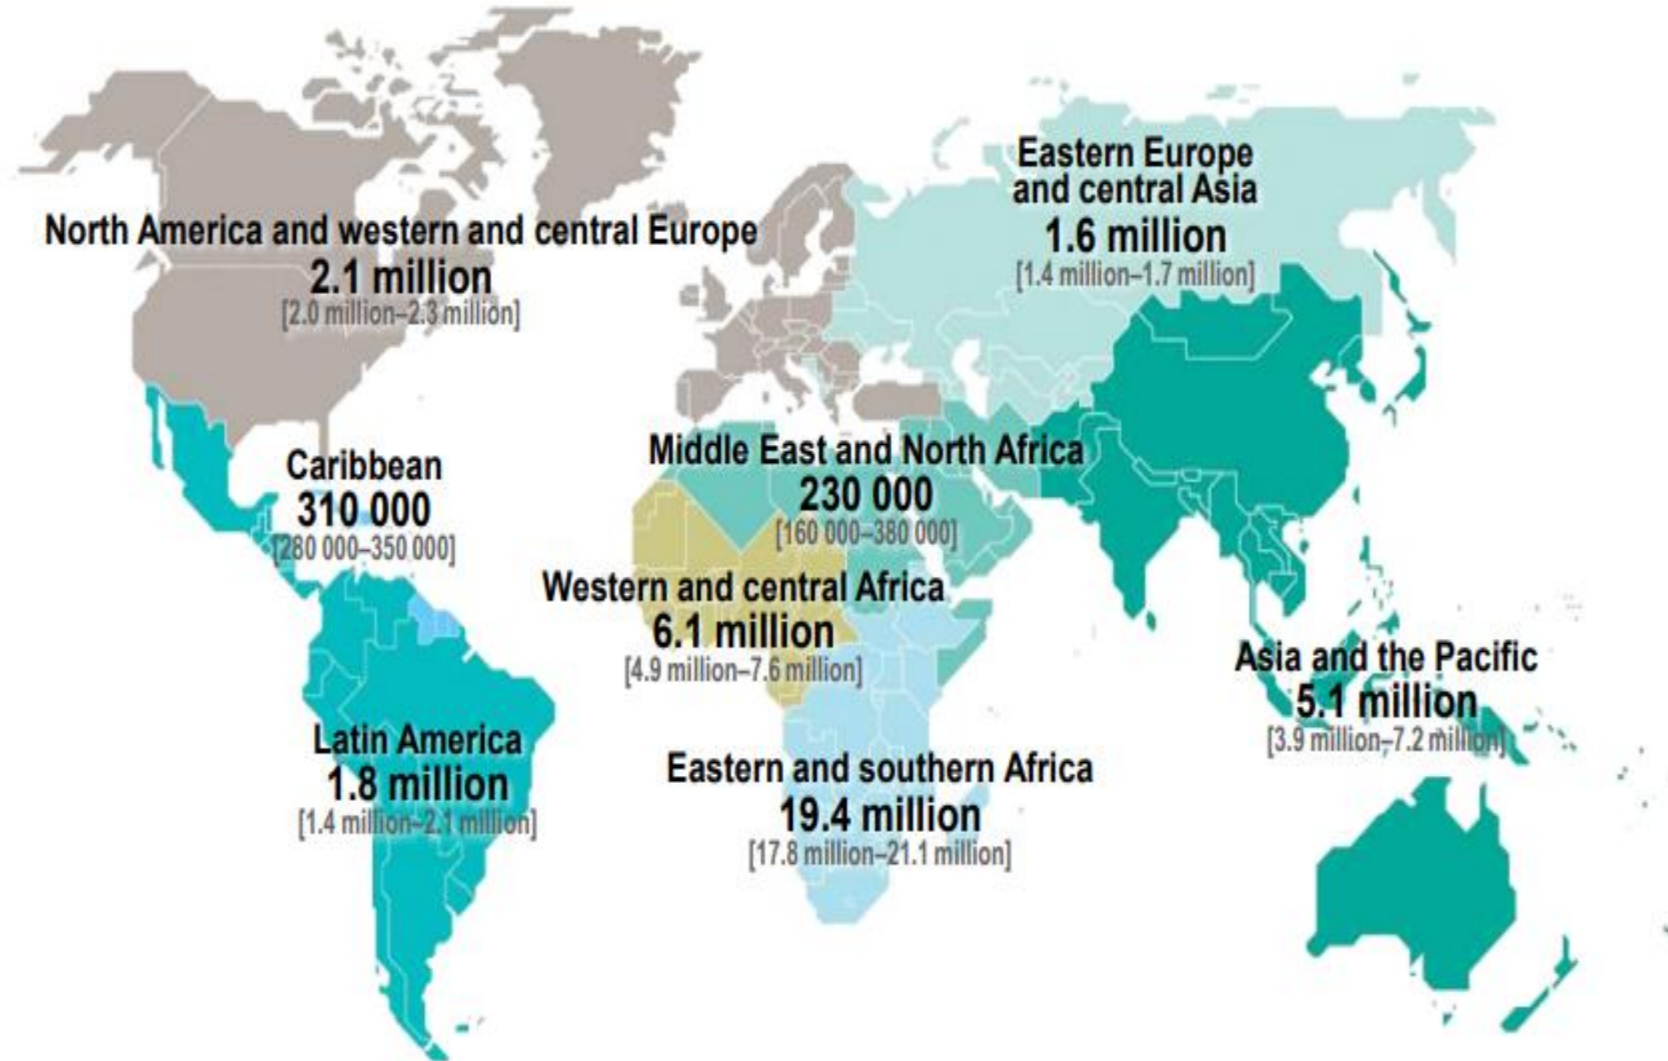 Eastern Europe
and central Asia
1.6 million
[1.4 million–1.7 million]
North America and western and central Europe
2.1 million
[2.0 million–2.3 million]
Caribbean
310 000
[280 000–350 000]
Middle East and North Africa
230 000
[160 000–380 000]
Western and central Africa
6.1 million
[4.9 million–7.6 million]
Asia and the Pacific
5.1 million
[3.9 million–7.2 million]
Latin America
1.8 million
[1.4 million–2.1 million]
Eastern and southern Africa
19.4 million
[17.8 million–21.1 million]